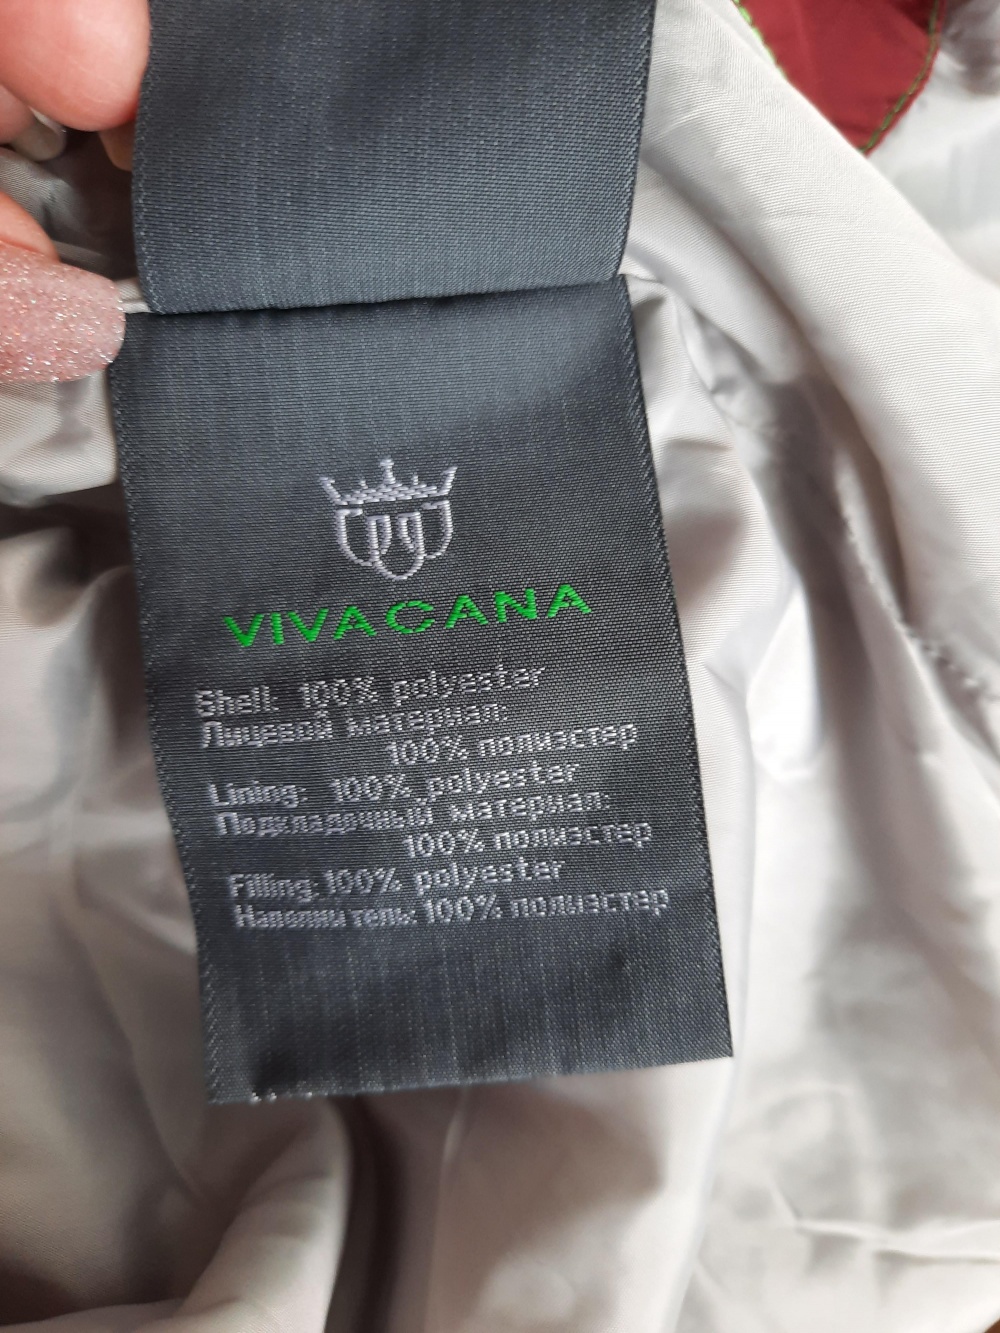 VIVACANA
Shell: 100% polyester
Лицевой материал:
100% полиэстер
Lining: 100% polyester
Подкладочный материал:
100% полиэстер
Filling: 100% polyester
Наполнитель: 100% полиэстер